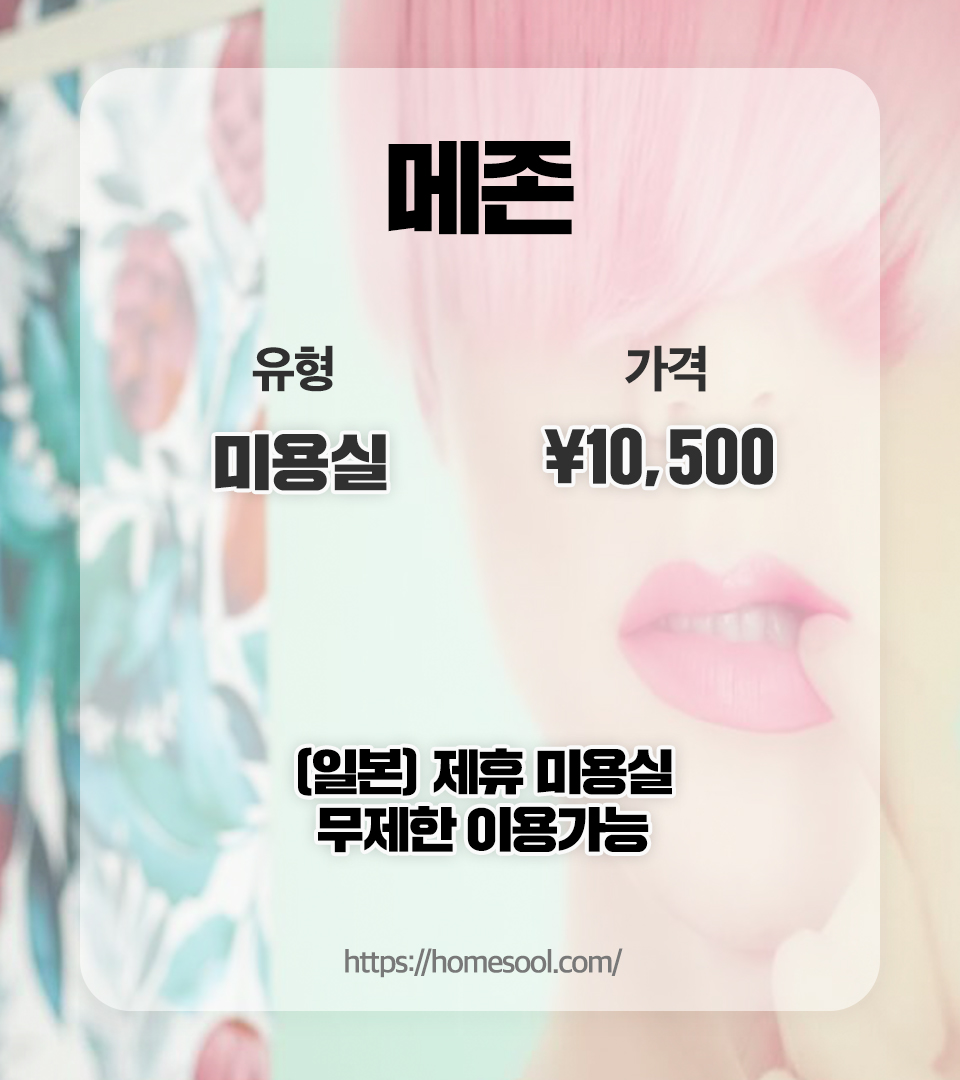 메존
유형
가격
미용실
¥10,500
(일본) 제휴 미용실
무제한 이용가능
https://homesool.com/